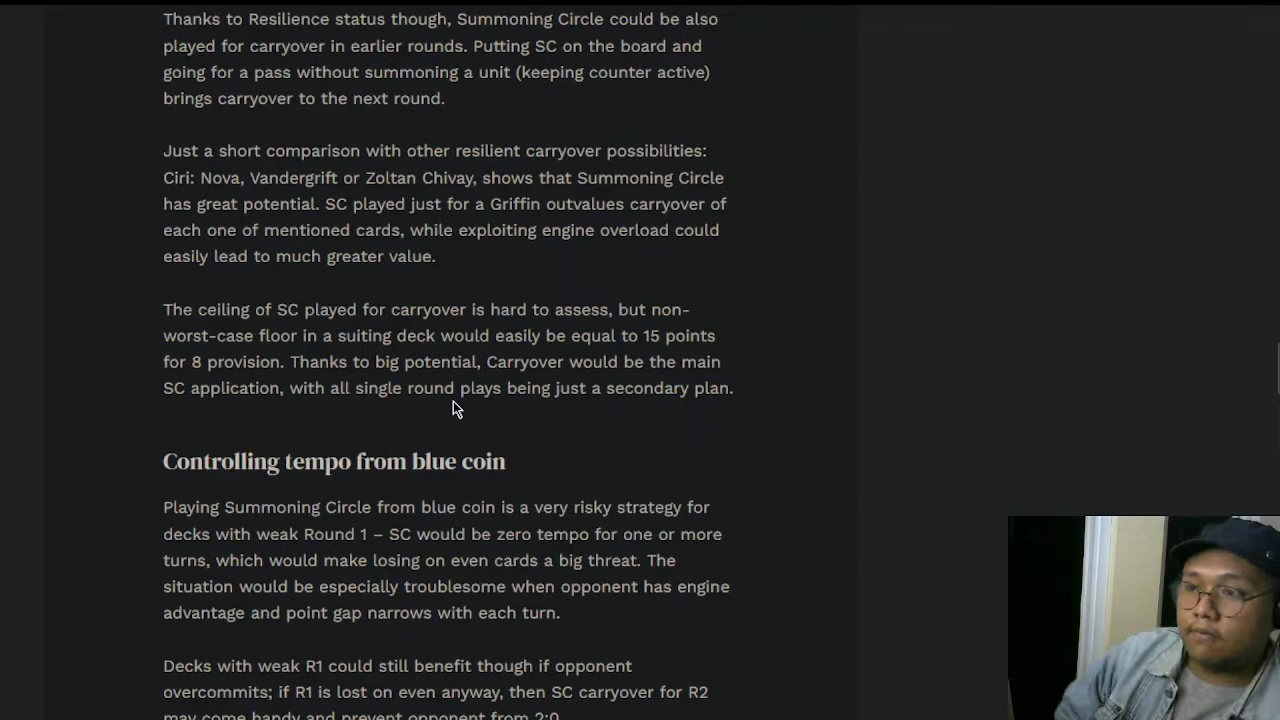 Thanks to Resilience status though, Summoning Circle could be also
played for carryover in earlier rounds. Putting SC on the board and
going for a pass without summoning a unit (keeping counter active)
brings carryover to the next round.
Just a short comparison with other resilient carryover possibilities:
Ciri: Nova, Vandergrift or Zoltan Chivay, shows that Summoning Circle
has great potential. SC played just for a Griffin outvalues carryover of
each one of mentioned cards, while exploiting engine overload could
easily lead to much greater value.
The ceiling of SC played for carryover is hard to assess, but non-
worst-case floor in a suiting deck would easily be equal to 15 points
for 8 provision. Thanks to big potential, Carryover would be the main
SC application, with all single round plays being just a secondary plan.
Controlling tempo from blue coin
Playing Summoning Circle from blue coin is a very risky strategy for
decks with weak Round 1 – SC would be zero tempo for one or more
turns, which would make losing on even cards a big threat. The
situation would be especially troublesome when opponent has engine
advantage and point gap narrows with each turn.
Decks with weak R1 could still benefit though if opponent
overcommits; if R1 is lost on even anyway, then SC carryover for R2
may come handy and prevent opponent from 2:0